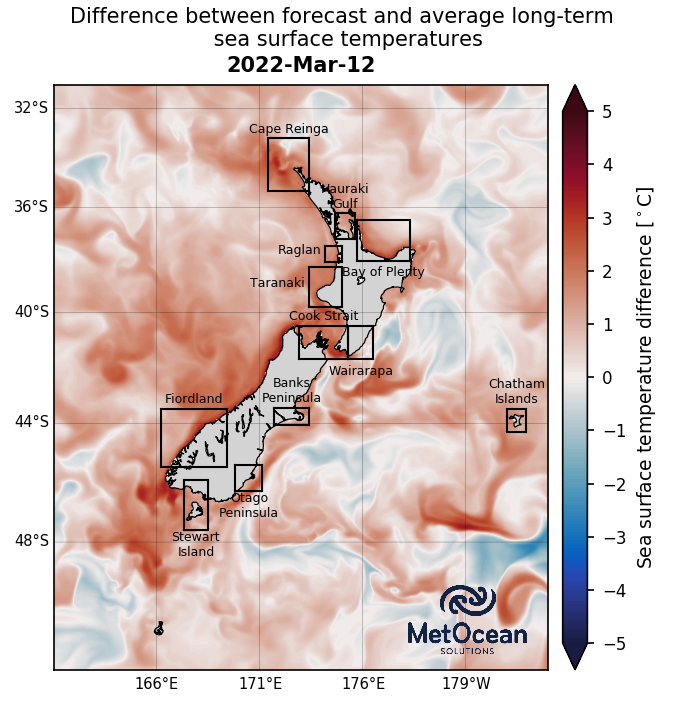 Difference between forecast and average long-term
sea surface temperatures
2022-Mar-12
32°S
36°S
40°S
44°S
48°S
166°E
171°E
176°E
179°W
Cape Reinga
Hauraki
Gulf
Raglan
Bay of Plenty
Taranaki
Cook Strait
Wairarapa
Banks
Peninsula
Fiordland
Chatham
Islands
Otago
Peninsula
Stewart
Island
MetOcean
SOLUTIONS
5
4
3
2
1
0
−1
−2
−3
−4
−5
Sea surface temperature difference [°C]